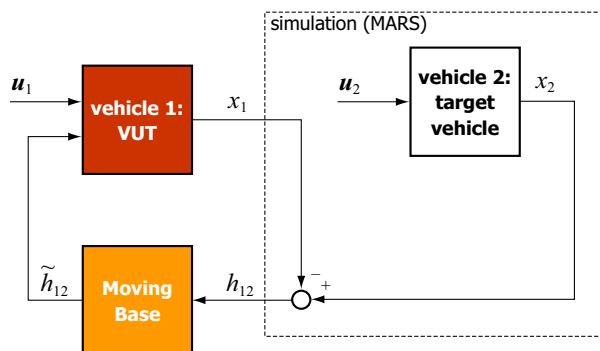 simulation (MARS)
u₁
vehicle 1:
VUT
x₁
u₂
vehicle 2:
target
vehicle
x₂
h̃₁₂
Moving
Base
h₁₂
−
+